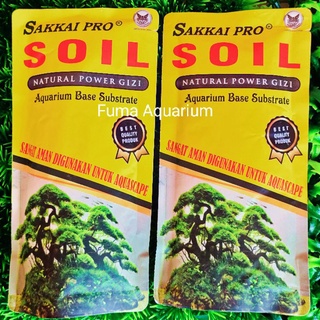 SAKKAI PRO®
SOIL
NATURAL POWER GIZI
Aquarium Base Substrate
BEST
QUALITY
PRODUK
SANGAT AMAN DIGUNAKAN UNTUK AQUASCAPE
SAKKAI PRO®
SOIL
NATURAL POWER GIZI
Aquarium Base Substrate
BEST
QUALITY
PRODUK
SANGAT AMAN DIGUNAKAN UNTUK AQUASCAPE
Fuma Aquarium